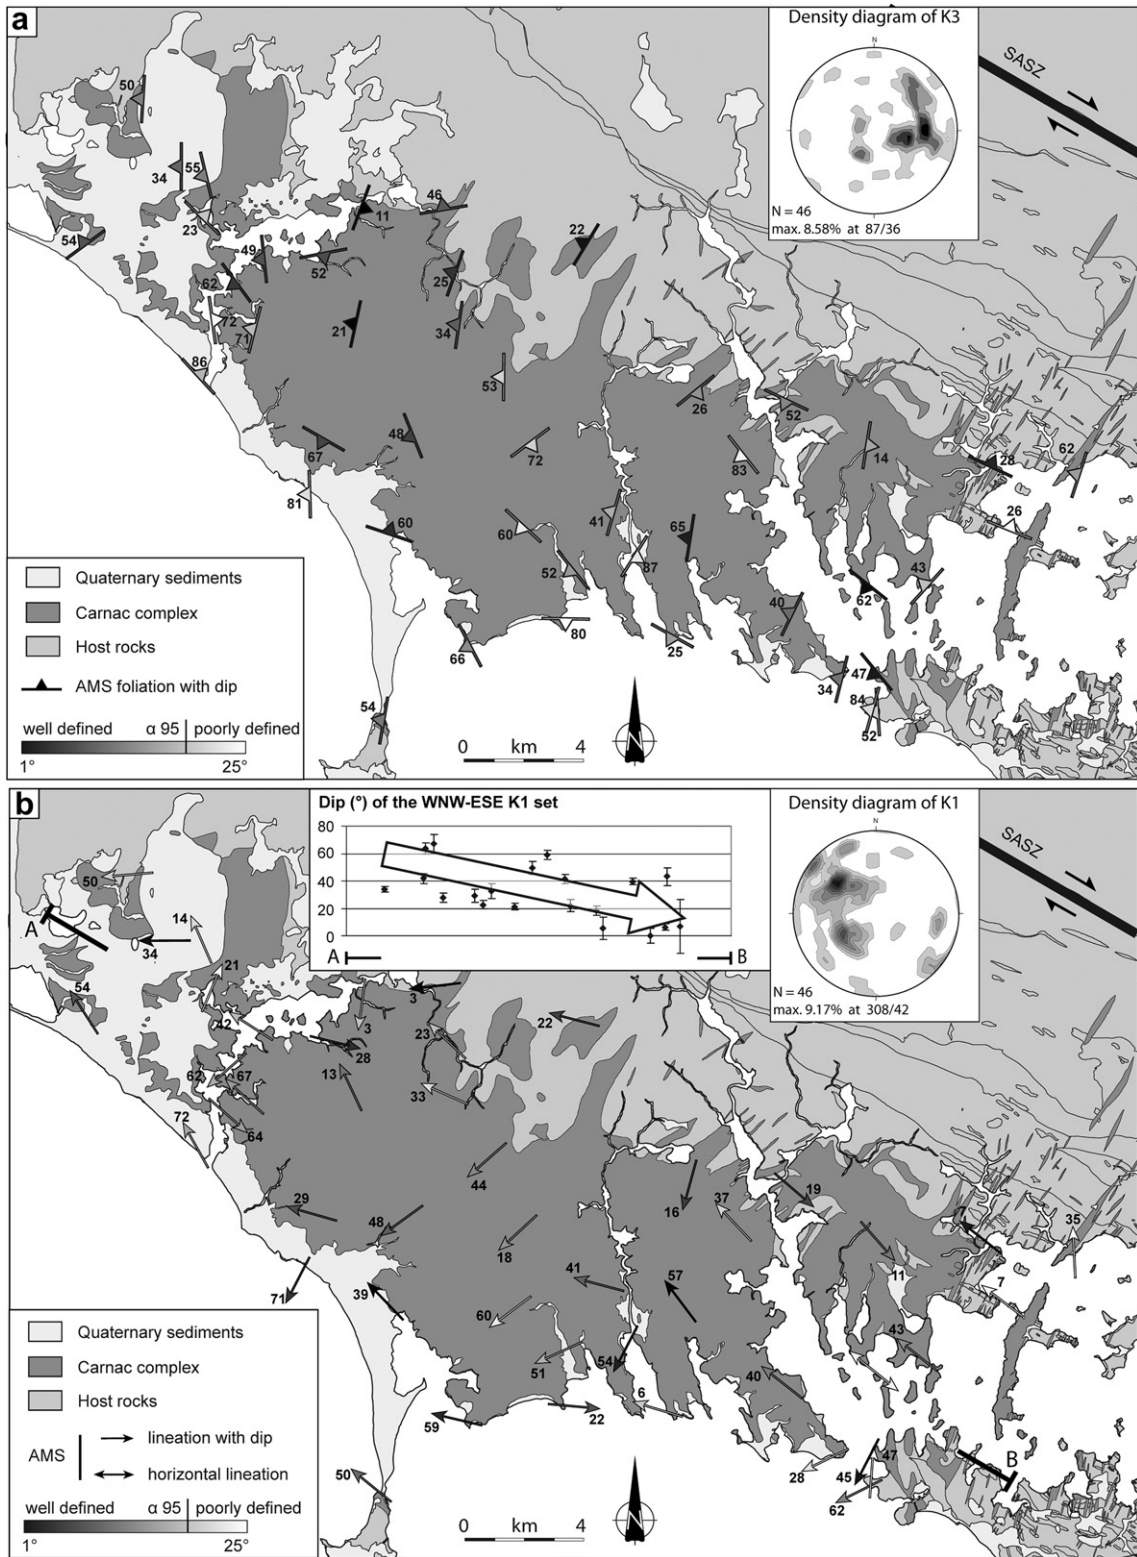 a
Density diagram of K3
N
N = 46
max. 8.58% at 87/36
SASZ
50
34
55
23
54
11
46
22
49
52
62
25
72
71
21
34
86
53
26
52
67
48
72
83
14
28
62
81
60
60
41
65
26
52
87
43
62
40
80
66
25
34
47
84
54
52
Quaternary sediments
Carnac complex
Host rocks
AMS foliation with dip
well defined
α 95
poorly defined
1°
25°
N
0 km 4
b
Dip (°) of the WNW-ESE K1 set
80
60
40
20
0
A
B
Density diagram of K1
N
N = 46
max. 9.17% at 308/42
SASZ
50
A
14
34
21
54
42
3
3
22
28
23
62
67
13
33
64
72
44
29
48
16
37
19
7
35
18
11
7
71
39
41
57
60
43
51
54
40
6
59
22
50
28
45
47
62
B
Quaternary sediments
Carnac complex
Host rocks
AMS
lineation with dip
horizontal lineation
well defined
α 95
poorly defined
1°
25°
N
0 km 4